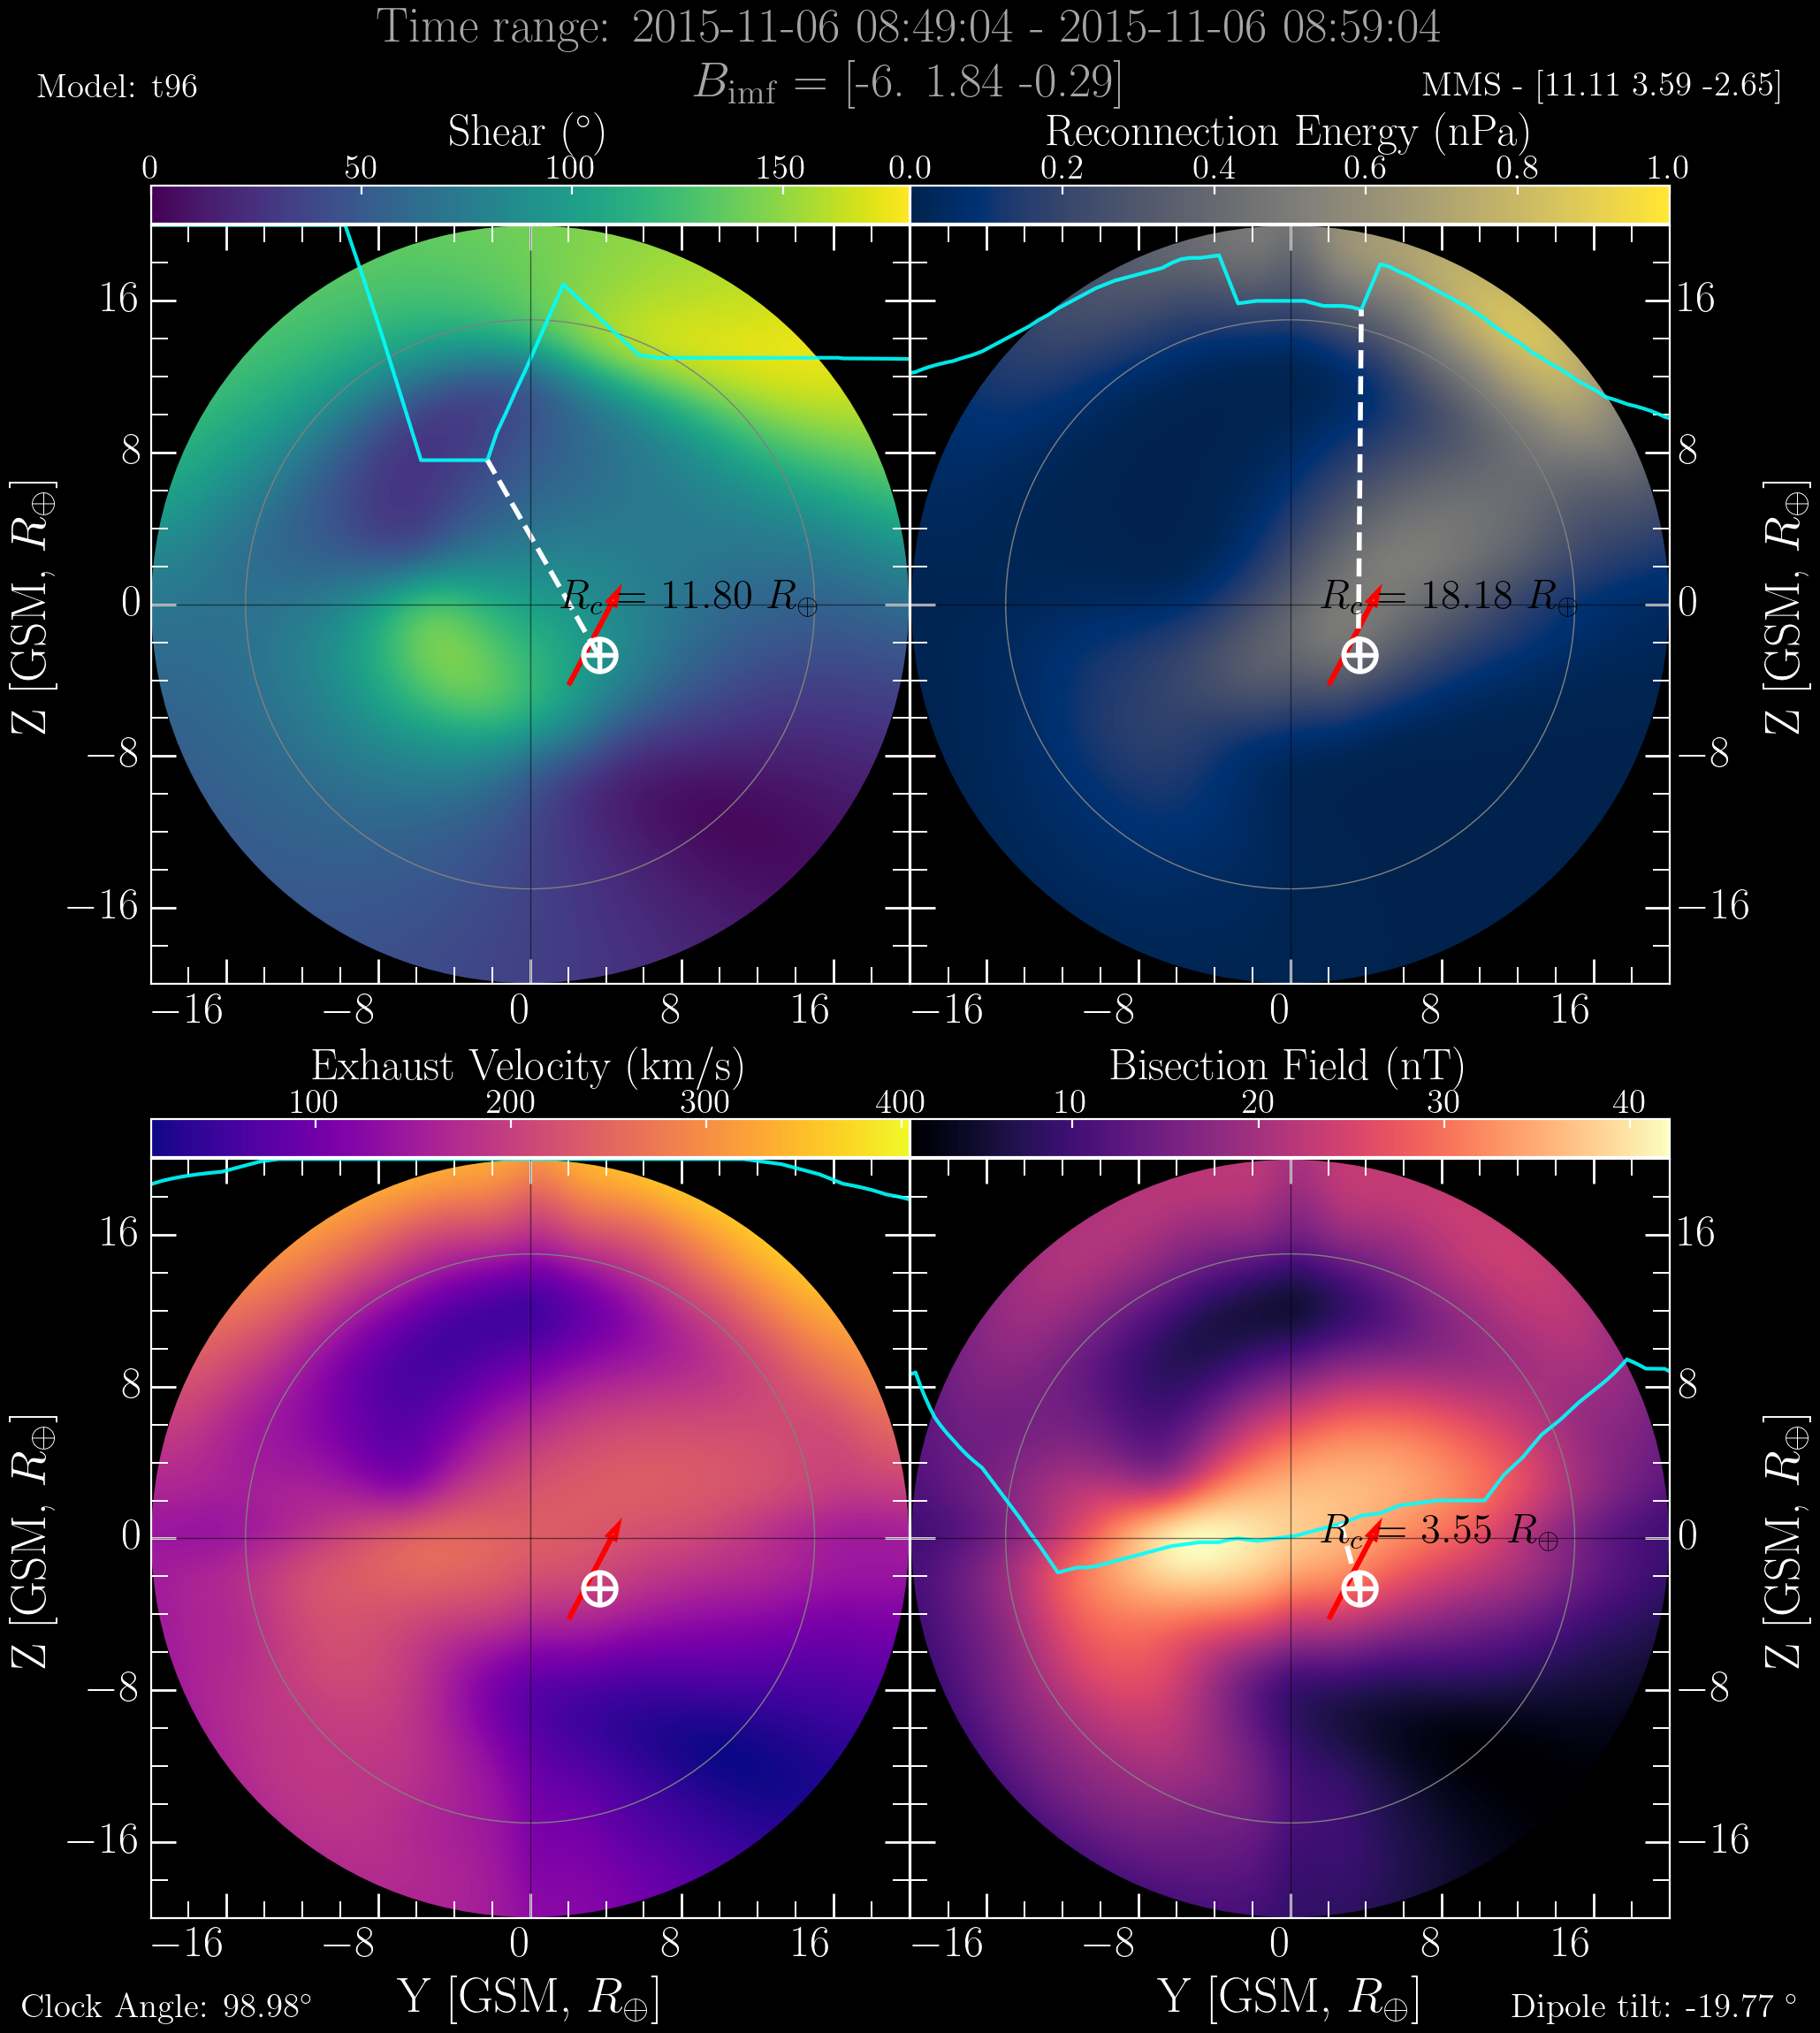 Time range: 2015-11-06 08:49:04 - 2015-11-06 08:59:04
Model: t96
B_imf = [-6. 1.84 -0.29]
MMS - [11.11 3.59 -2.65]
Shear (°)
Reconnection Energy (nPa)
0 50 100 150
0.0 0.2 0.4 0.6 0.8 1.0
Z [GSM, R⊕]
16
8
0
−8
−16
R_c = 11.80 R⊕
R_c = 18.18 R⊕
16
8
0
−8
−16
Z [GSM, R⊕]
−16 −8 0 8 16
−16 −8 0 8 16
Exhaust Velocity (km/s)
Bisection Field (nT)
100 200 300 400
10 20 30 40
Z [GSM, R⊕]
16
8
0
−8
−16
R_c = 3.55 R⊕
16
8
0
−8
−16
Z [GSM, R⊕]
−16 −8 0 8 16
−16 −8 0 8 16
Y [GSM, R⊕]
Y [GSM, R⊕]
Clock Angle: 98.98°
Dipole tilt: -19.77 °